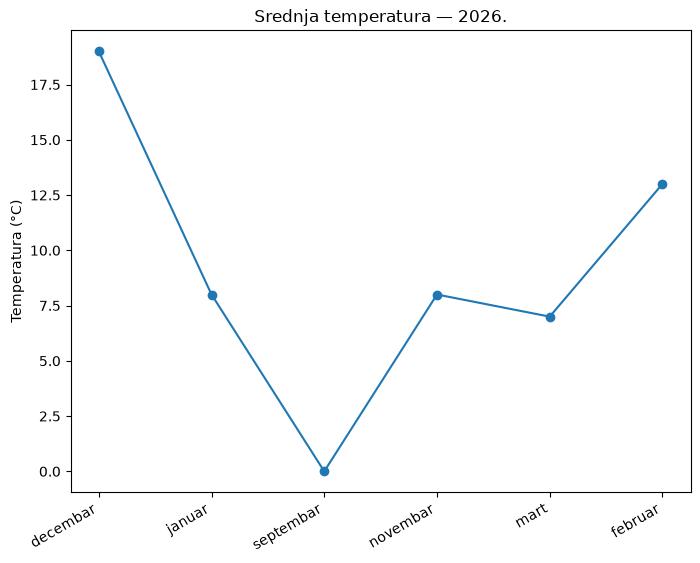 Srednja temperatura — 2026.
Temperatura (°C)
17.5
15.0
12.5
10.0
7.5
5.0
2.5
0.0
decembar
januar
septembar
novembar
mart
februar